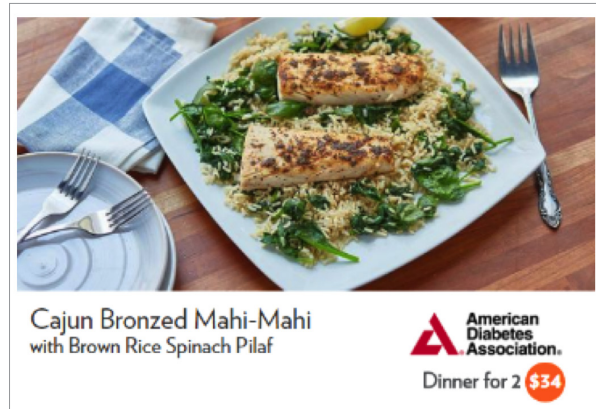 Cajun Bronzed Mahi-Mahi
with Brown Rice Spinach Pilaf
American
Diabetes
Association®
Dinner for 2 $34